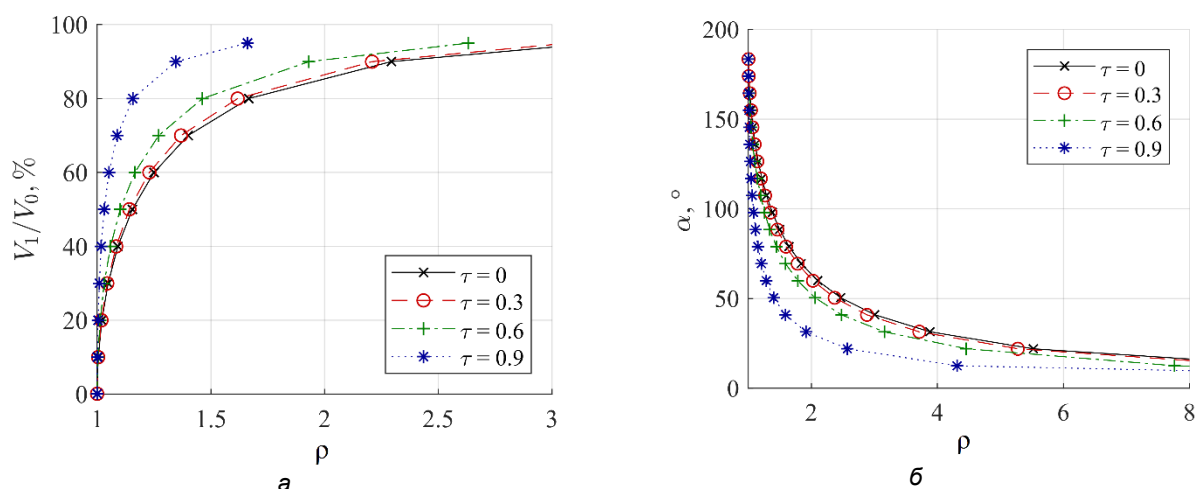 100
80
60
40
20
0
V₁/V₀, %
1
1.5
2
2.5
3
ρ
τ = 0
τ = 0.3
τ = 0.6
τ = 0.9
а
200
150
100
50
0
α, °
2
4
6
8
ρ
τ = 0
τ = 0.3
τ = 0.6
τ = 0.9
б